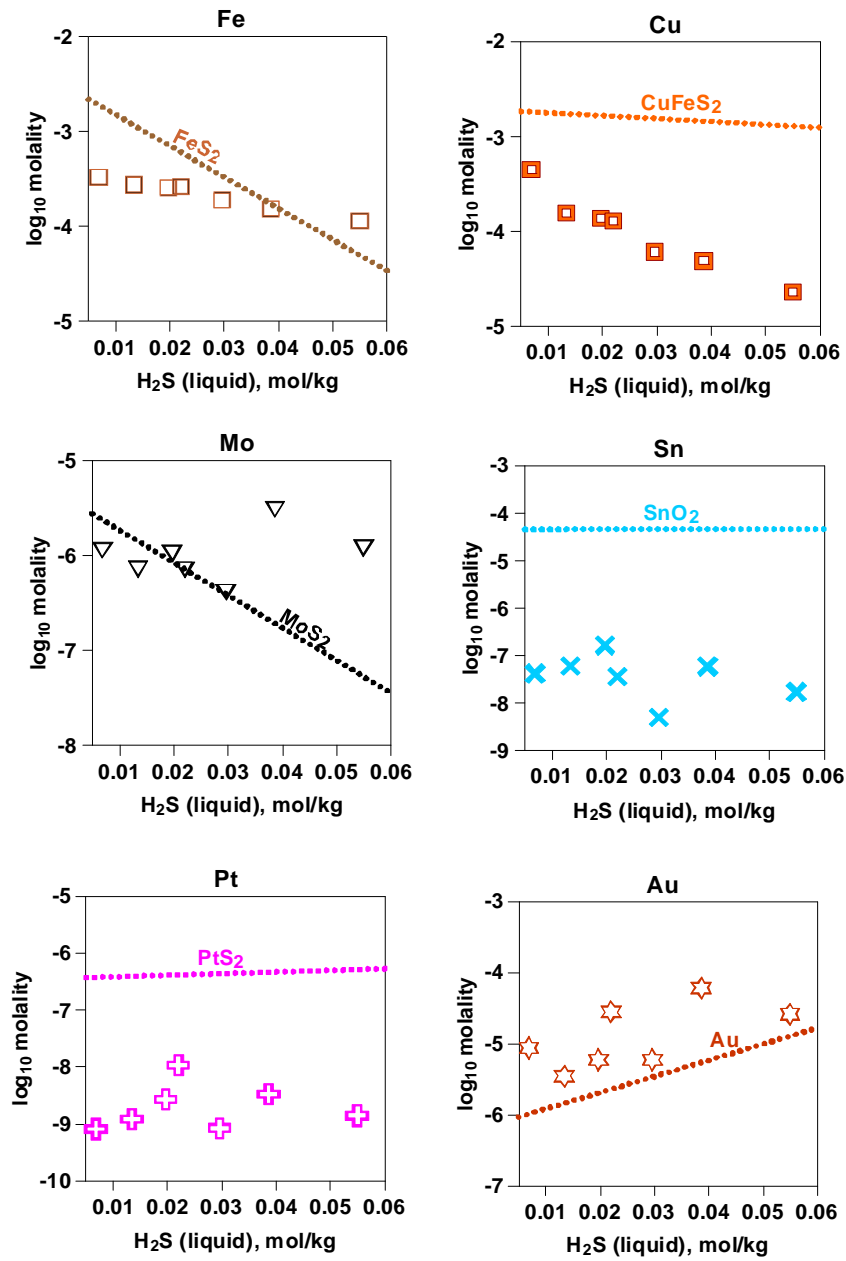 Fe
-2
-3
-4
-5
log10 molality
FeS2
0.01 0.02 0.03 0.04 0.05 0.06
H2S (liquid), mol/kg
Cu
-2
-3
-4
-5
log10 molality
CuFeS2
0.01 0.02 0.03 0.04 0.05 0.06
H2S (liquid), mol/kg
Mo
-5
-6
-7
-8
log10 molality
MoS2
0.01 0.02 0.03 0.04 0.05 0.06
H2S (liquid), mol/kg
Sn
-3
-4
-5
-6
-7
-8
-9
log10 molality
SnO2
0.01 0.02 0.03 0.04 0.05 0.06
H2S (liquid), mol/kg
Pt
-5
-6
-7
-8
-9
-10
log10 molality
PtS2
0.01 0.02 0.03 0.04 0.05 0.06
H2S (liquid), mol/kg
Au
-3
-4
-5
-6
-7
log10 molality
Au
0.01 0.02 0.03 0.04 0.05 0.06
H2S (liquid), mol/kg